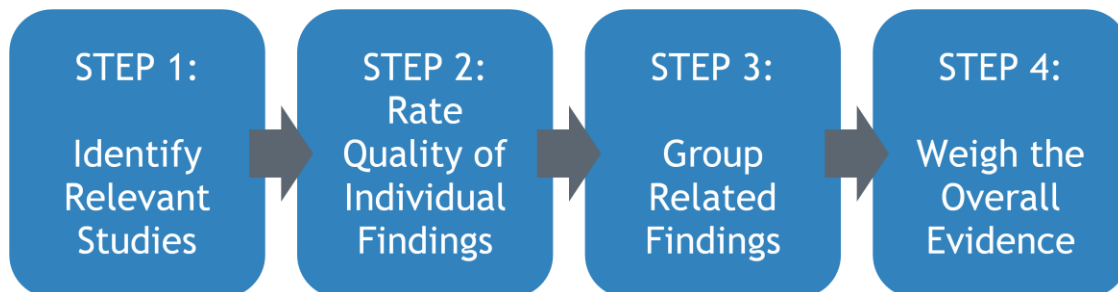 STEP 1:
Identify
Relevant
Studies
STEP 2:
Rate
Quality of
Individual
Findings
STEP 3:
Group
Related
Findings
STEP 4:
Weigh the
Overall
Evidence